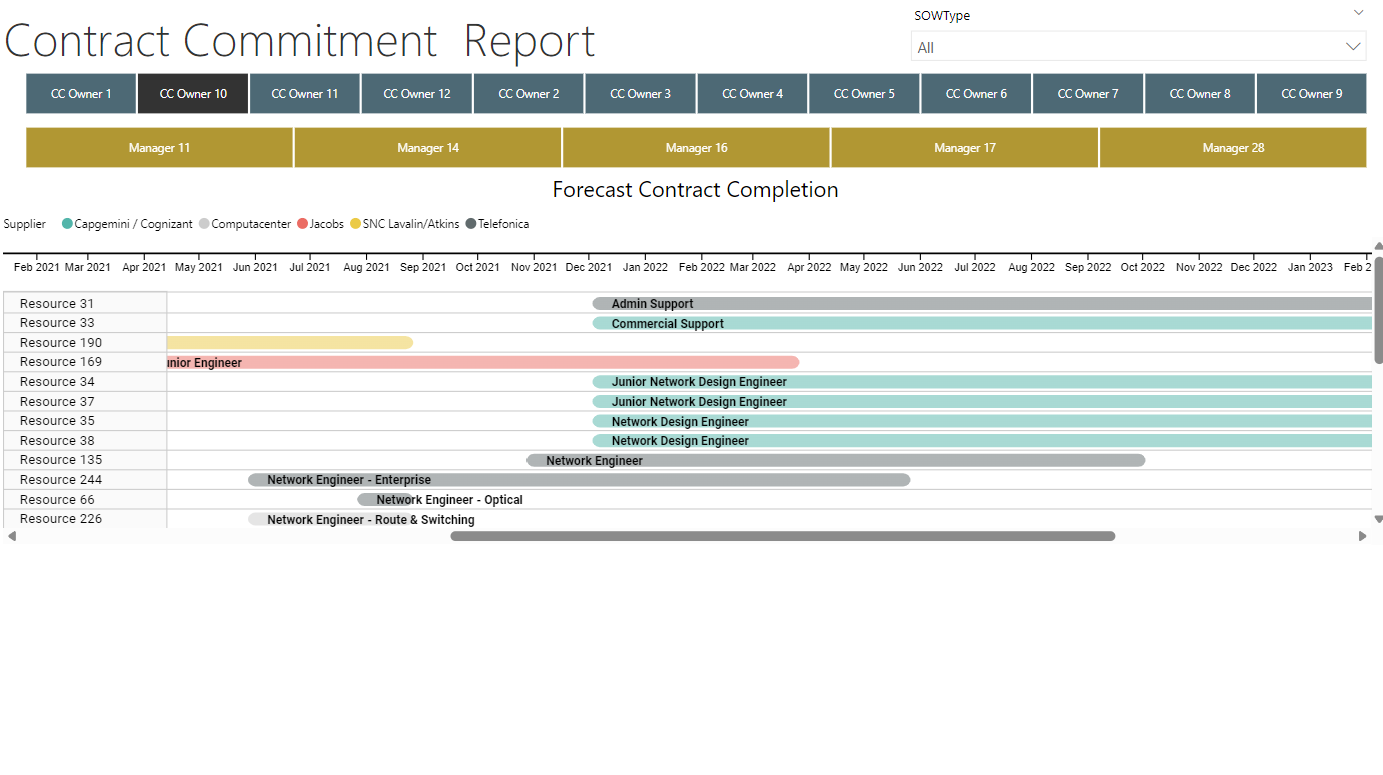 Contract Commitment Report
SOWType
All
CC Owner 1 CC Owner 10 CC Owner 11 CC Owner 12 CC Owner 2 CC Owner 3 CC Owner 4 CC Owner 5 CC Owner 6 CC Owner 7 CC Owner 8 CC Owner 9
Manager 11 Manager 14 Manager 16 Manager 17 Manager 28
Forecast Contract Completion
Supplier Capgemini / Cognizant Computacenter Jacobs SNC Lavalin/Atkins Telefonica
Feb 2021 Mar 2021 Apr 2021 May 2021 Jun 2021 Jul 2021 Aug 2021 Sep 2021 Oct 2021 Nov 2021 Dec 2021 Jan 2022 Feb 2022 Mar 2022 Apr 2022 May 2022 Jun 2022 Jul 2022 Aug 2022 Sep 2022 Oct 2022 Nov 2022 Dec 2022 Jan 2023 Feb 2
Resource 31 Admin Support
Resource 33 Commercial Support
Resource 190
Resource 169 unior Engineer
Resource 34 Junior Network Design Engineer
Resource 37 Junior Network Design Engineer
Resource 35 Network Design Engineer
Resource 38 Network Design Engineer
Resource 135 Network Engineer
Resource 244 Network Engineer - Enterprise
Resource 66 Network Engineer - Optical
Resource 226 Network Engineer - Route & Switching